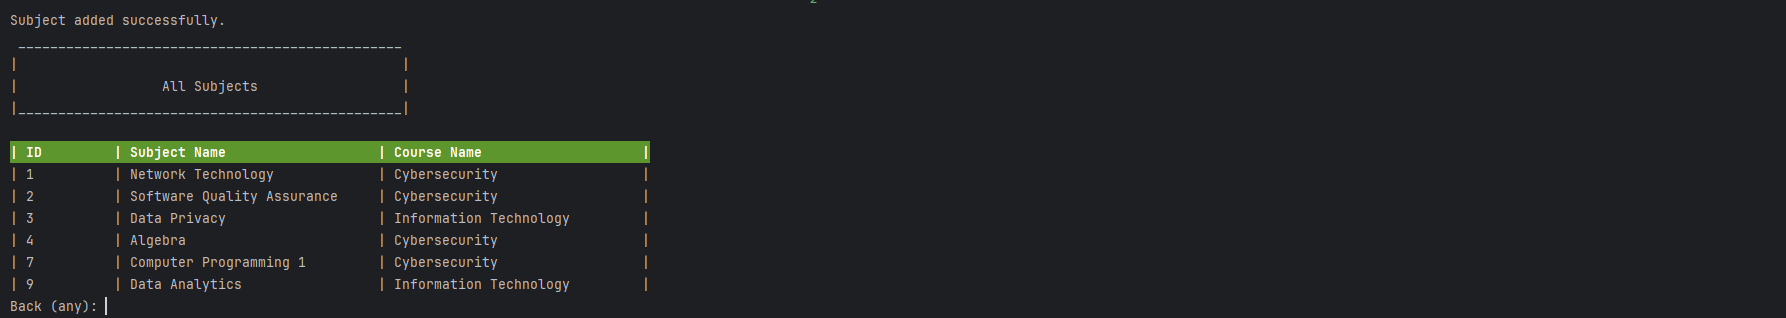 Subject added successfully.
 ________________________________________________
|                                                |
|                  All Subjects                  |
|________________________________________________|
| ID         | Subject Name                   | Course Name                    |
| 1          | Network Technology             | Cybersecurity                  |
| 2          | Software Quality Assurance     | Cybersecurity                  |
| 3          | Data Privacy                   | Information Technology         |
| 4          | Algebra                        | Cybersecurity                  |
| 7          | Computer Programming 1         | Cybersecurity                  |
| 9          | Data Analytics                 | Information Technology         |
Back (any):